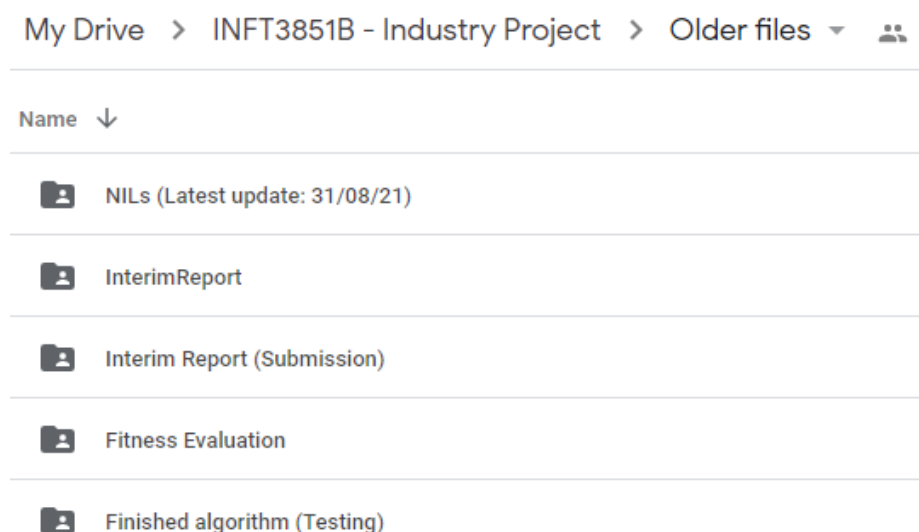 My Drive > INFT3851B - Industry Project > Older files
Name
NILs (Latest update: 31/08/21)
InterimReport
Interim Report (Submission)
Fitness Evaluation
Finished algorithm (Testing)